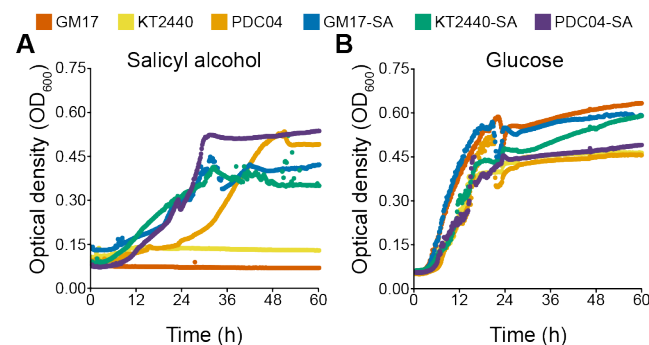 GM17 KT2440 PDC04 GM17-SA KT2440-SA PDC04-SA
A B
Salicyl alcohol Glucose
Optical density (OD600)
0.75
0.60
0.45
0.30
0.15
0.00
0 12 24 36 48 60
Time (h)
Optical density (OD600)
0.75
0.60
0.45
0.30
0.15
0.00
0 12 24 36 48 60
Time (h)